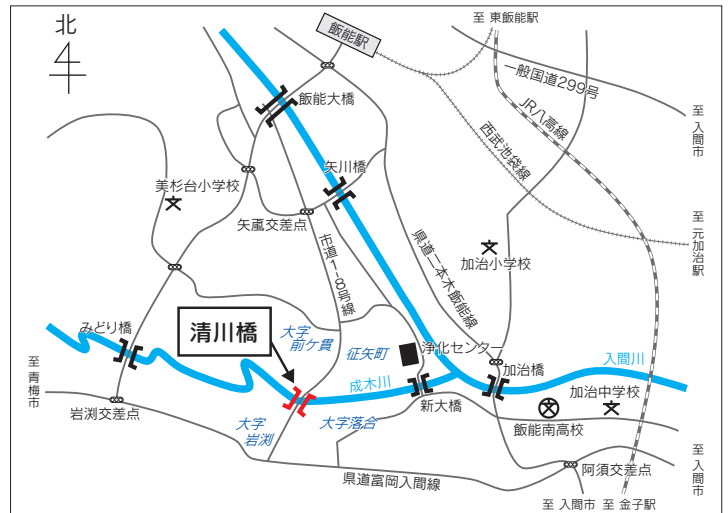 北
飯能駅
至 東飯能駅
一般国道299号
JR八高線
至 入間市
飯能大橋
西武池袋線
矢川橋
美杉台小学校
矢颪交差点
至 元加治駅
市道1-8号線
県道二本木飯能線
加治小学校
みどり橋
清川橋
大字
前ケ貫
征矢町
浄化センター
加治橋
入間川
至 青梅市
成木川
加治中学校
岩渕交差点
新大橋
大字
岩渕
大字落合
飯能南高校
県道富岡入間線
阿須交差点
至 入間市
至 入間市
至 金子駅